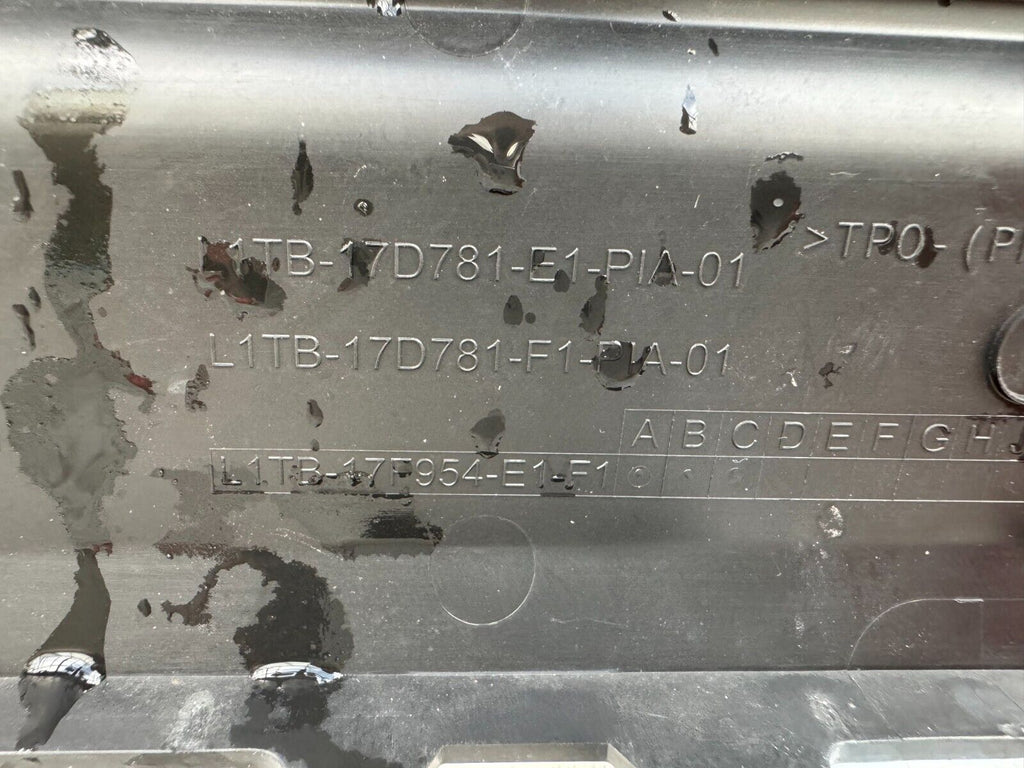 L1TB-17D781-E1-PIA-01 >TPO- (P
L1TB-17D781-F1-PIA-01
A B C D E F G H J
L1TB-17F954-E1-F1